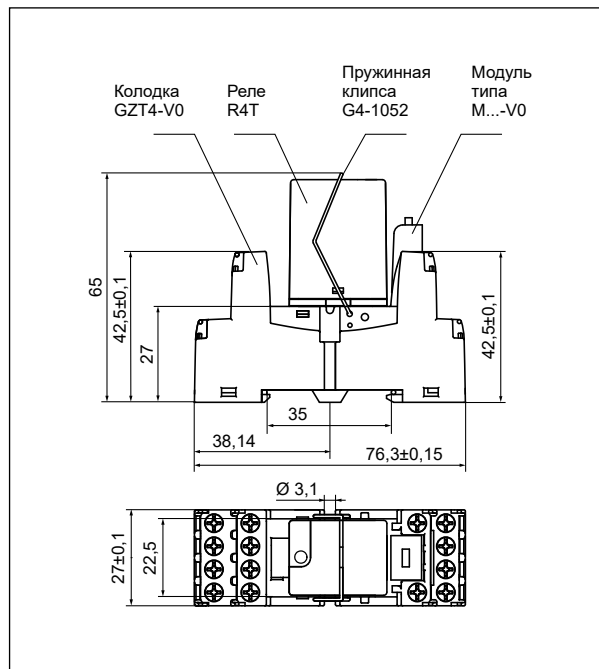 Колодка
GZT4-V0
Реле
R4T
Пружинная
клипса
G4-1052
Модуль
типа
M...-V0
65
42,5±0,1
27
42,5±0,1
35
38,14
76,3±0,15
Ø 3,1
27±0,1
22,5